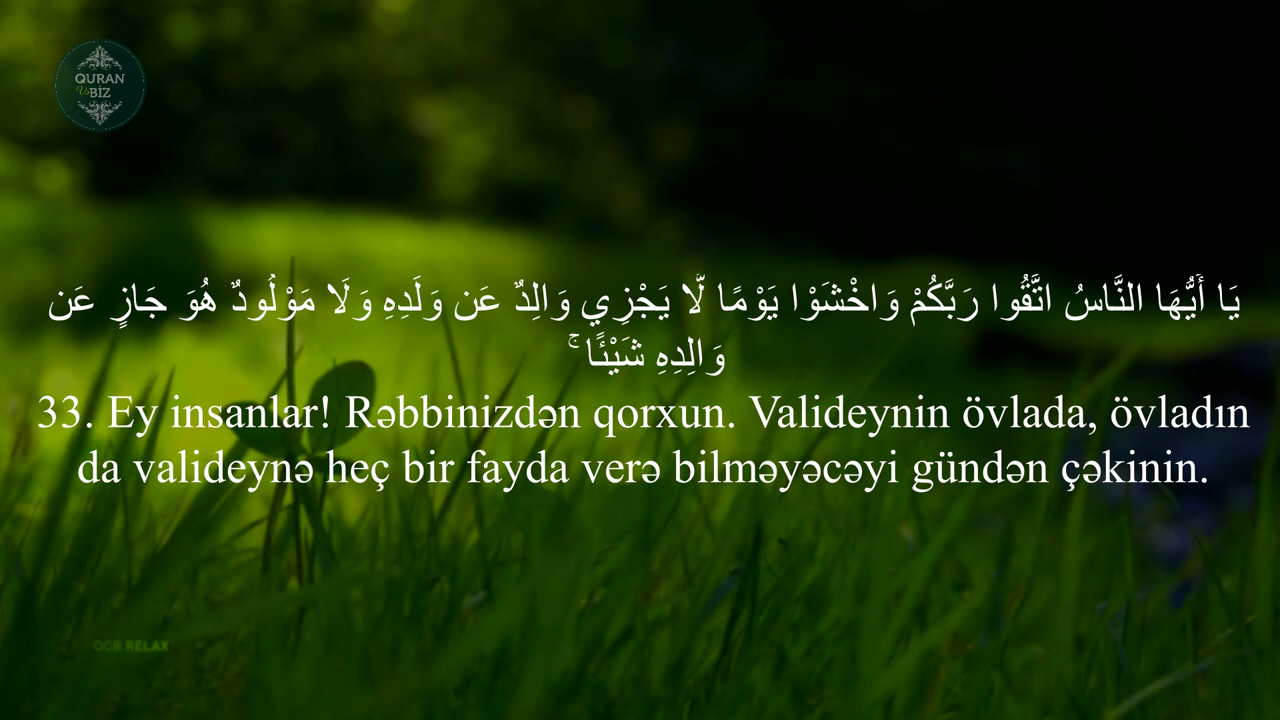 QURAN
Və BİZ
يَا أَيُّهَا النَّاسُ اتَّقُوا رَبَّكُمْ وَاخْشَوْا يَوْمًا لَّا يَجْزِي وَالِدٌ عَن وَلَدِهِ وَلَا مَوْلُودٌ هُوَ جَازٍ عَن
وَالِدِهِ شَيْئًا ۚ
33. Ey insanlar! Rəbbinizdən qorxun. Valideynin övlada, övladın
da valideynə heç bir fayda verə bilməyəcəyi gündən çəkinin.
OCB RELAX